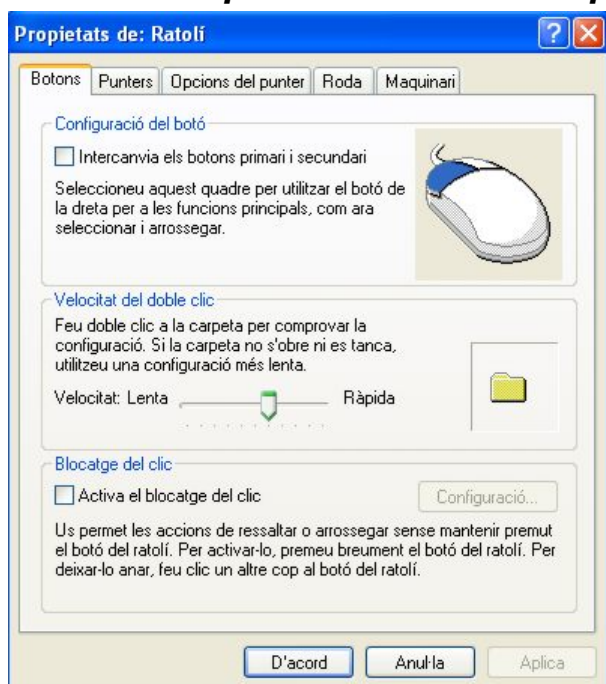 Propietats de: Ratolí
Botons Punters Opcions del punter Roda Maquinari
Configuració del botó
Intercanvia els botons primari i secundari
Seleccioneu aquest quadre per utilitzar el botó de
la dreta per a les funcions principals, com ara
seleccionar i arrossegar.
Velocitat del doble clic
Feu doble clic a la carpeta per comprovar la
configuració. Si la carpeta no s'obre ni es tanca,
utilitzeu una configuració més lenta.
Velocitat: Lenta Ràpida
Blocatge del clic
Activa el blocatge del clic Configuració...
Us permet les accions de ressaltar o arrossegar sense mantenir premut
el botó del ratolí. Per activar-lo, premeu breument el botó del ratolí. Per
deixar-lo anar, feu clic un altre cop al botó del ratolí.
D'acord Anul·la Aplica